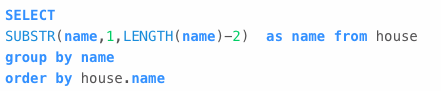 SELECT
SUBSTR(name,1,LENGTH(name)-2)  as name from house
group by name
order by house.name